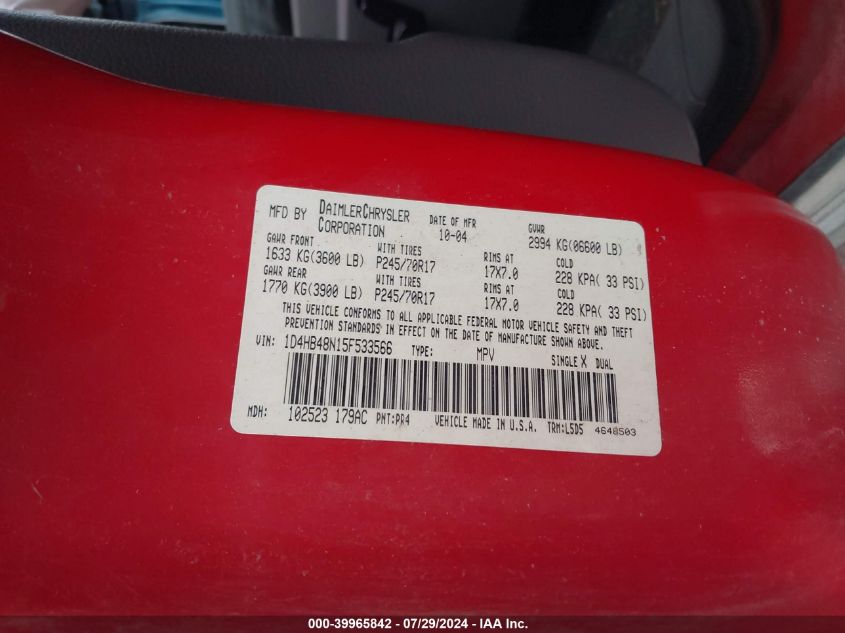 MFD BY DAIMLERCHRYSLER CORPORATION DATE OF MFR 10-04 GVWR 2994 KG(06600 LB)
GAWR FRONT WITH TIRES RIMS AT COLD
1633 KG(3600 LB) P245/70R17 17X7.0 228 KPA( 33 PSI)
GAWR REAR WITH TIRES RIMS AT COLD
1770 KG(3900 LB) P245/70R17 17X7.0 228 KPA( 33 PSI)
THIS VEHICLE CONFORMS TO ALL APPLICABLE FEDERAL MOTOR VEHICLE SAFETY AND THEFT
PREVENTION STANDARDS IN EFFECT ON THE DATE OF MANUFACTURE SHOWN ABOVE.
VIN: 1D4HB48N15F533566 TYPE: MPV SINGLE X DUAL
MDH: 102523 179AC PNT:PR4 VEHICLE MADE IN U.S.A. TRM:L5D5 4648503
000-39965842 - 07/29/2024 - IAA Inc.